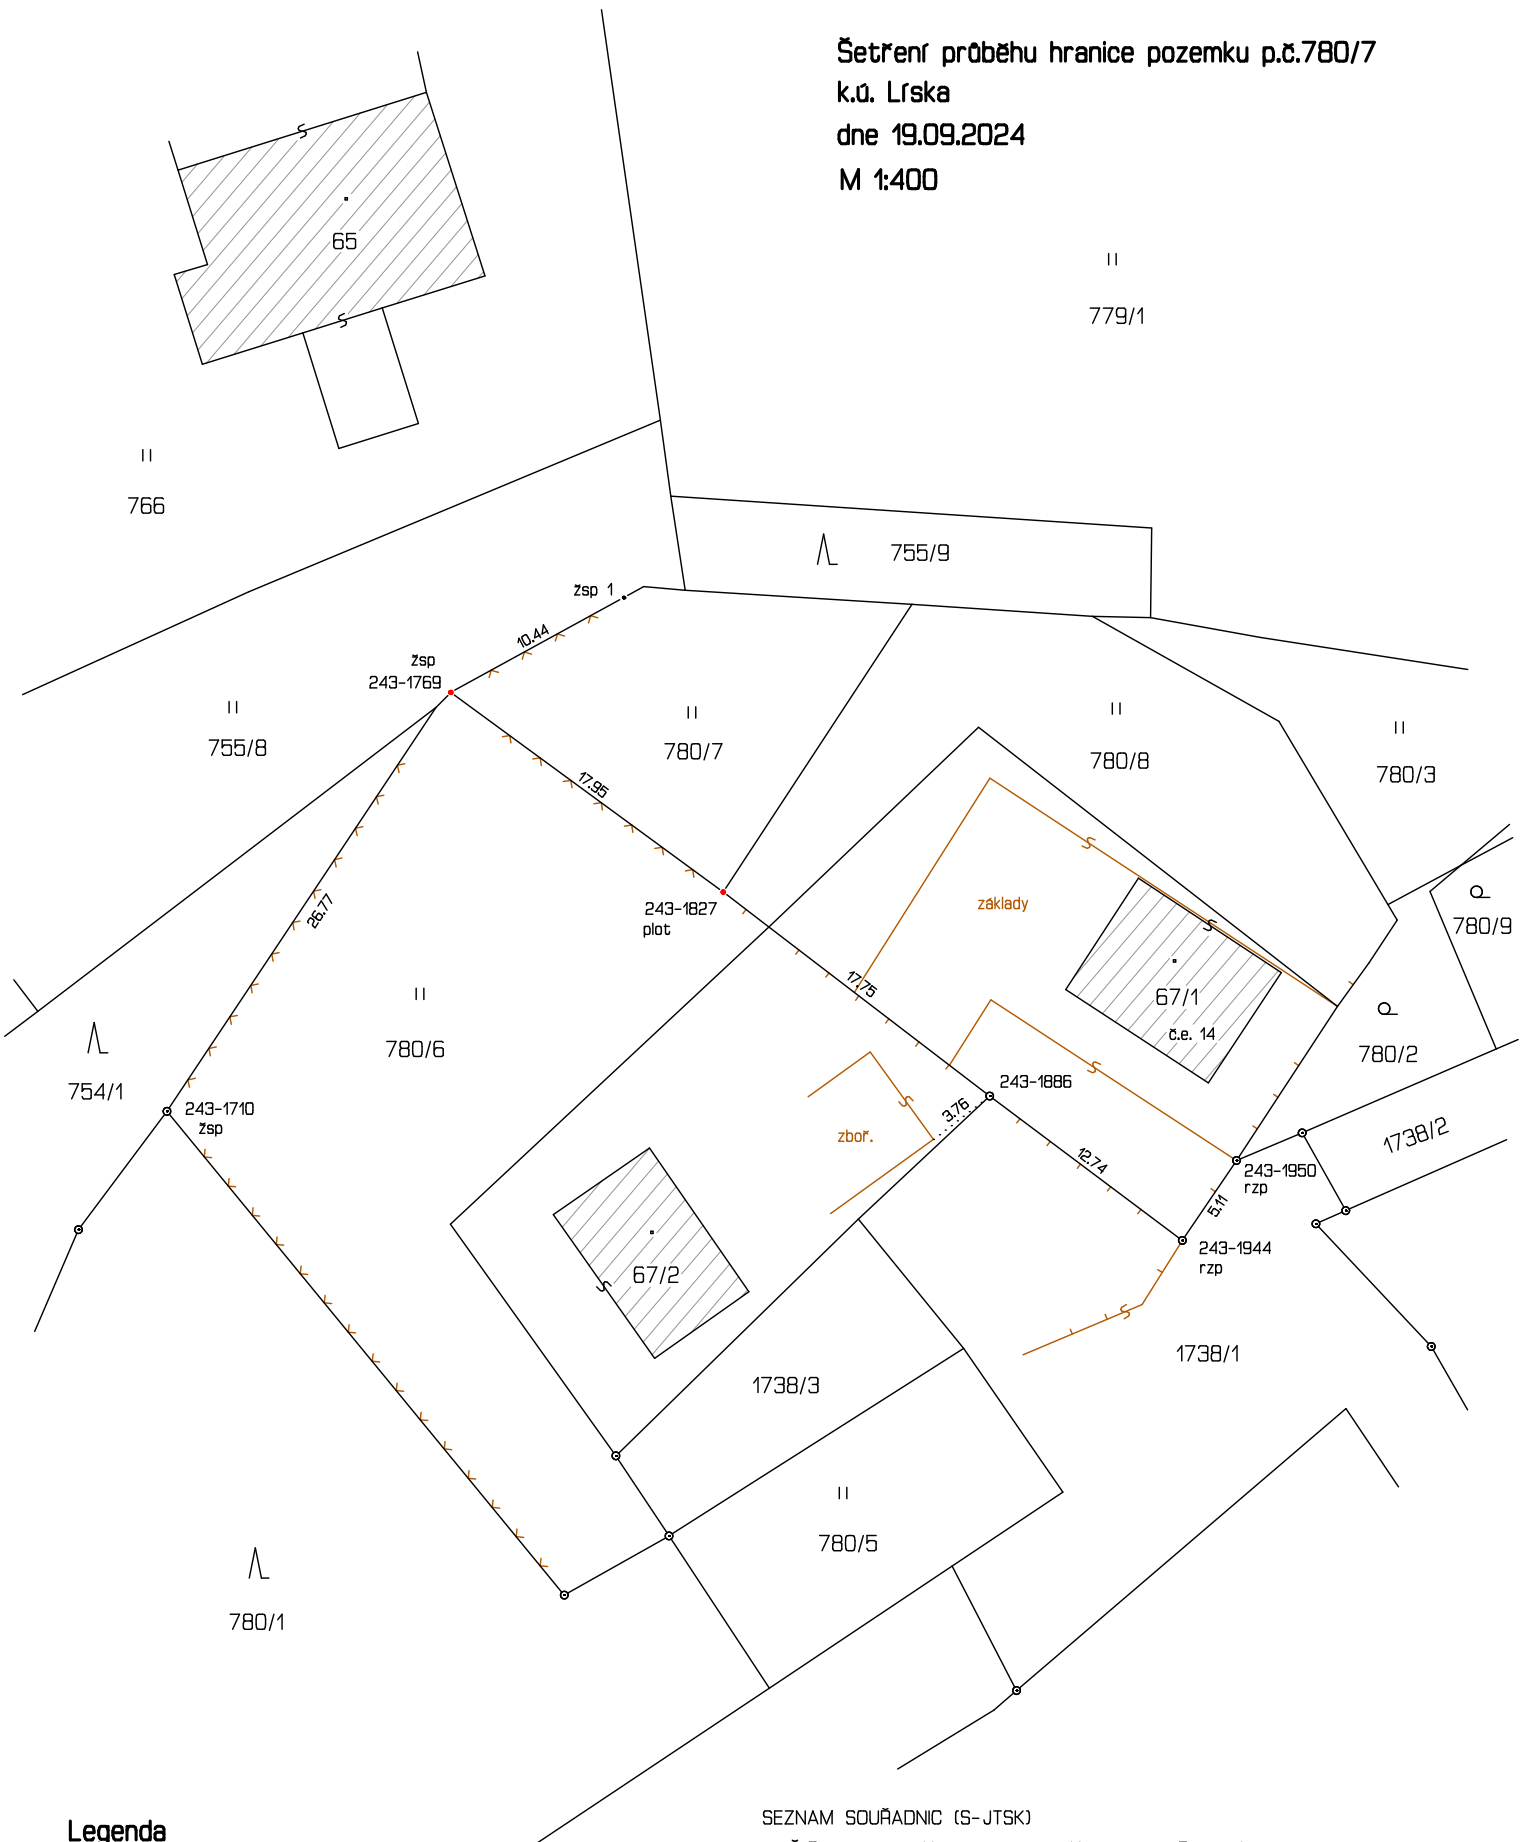 Šetření průběhu hranice pozemku p.č.780/7
k.ú. Líska
dne 19.09.2024
M 1:400
65
779/1
766
755/9
žsp 1
10.44
žsp
243-1769
755/8
780/7
780/8
780/3
17.95
26.77
243-1827
plot
základy
780/9
17.75
67/1
č.e. 14
780/6
780/2
754/1
243-1710
žsp
243-1886
3.76
zboř.
1738/2
12.74
243-1950
rzp
5.11
243-1944
rzp
67/2
1738/1
1738/3
780/5
780/1
SEZNAM SOUŘADNIC (S-JTSK)
Legenda